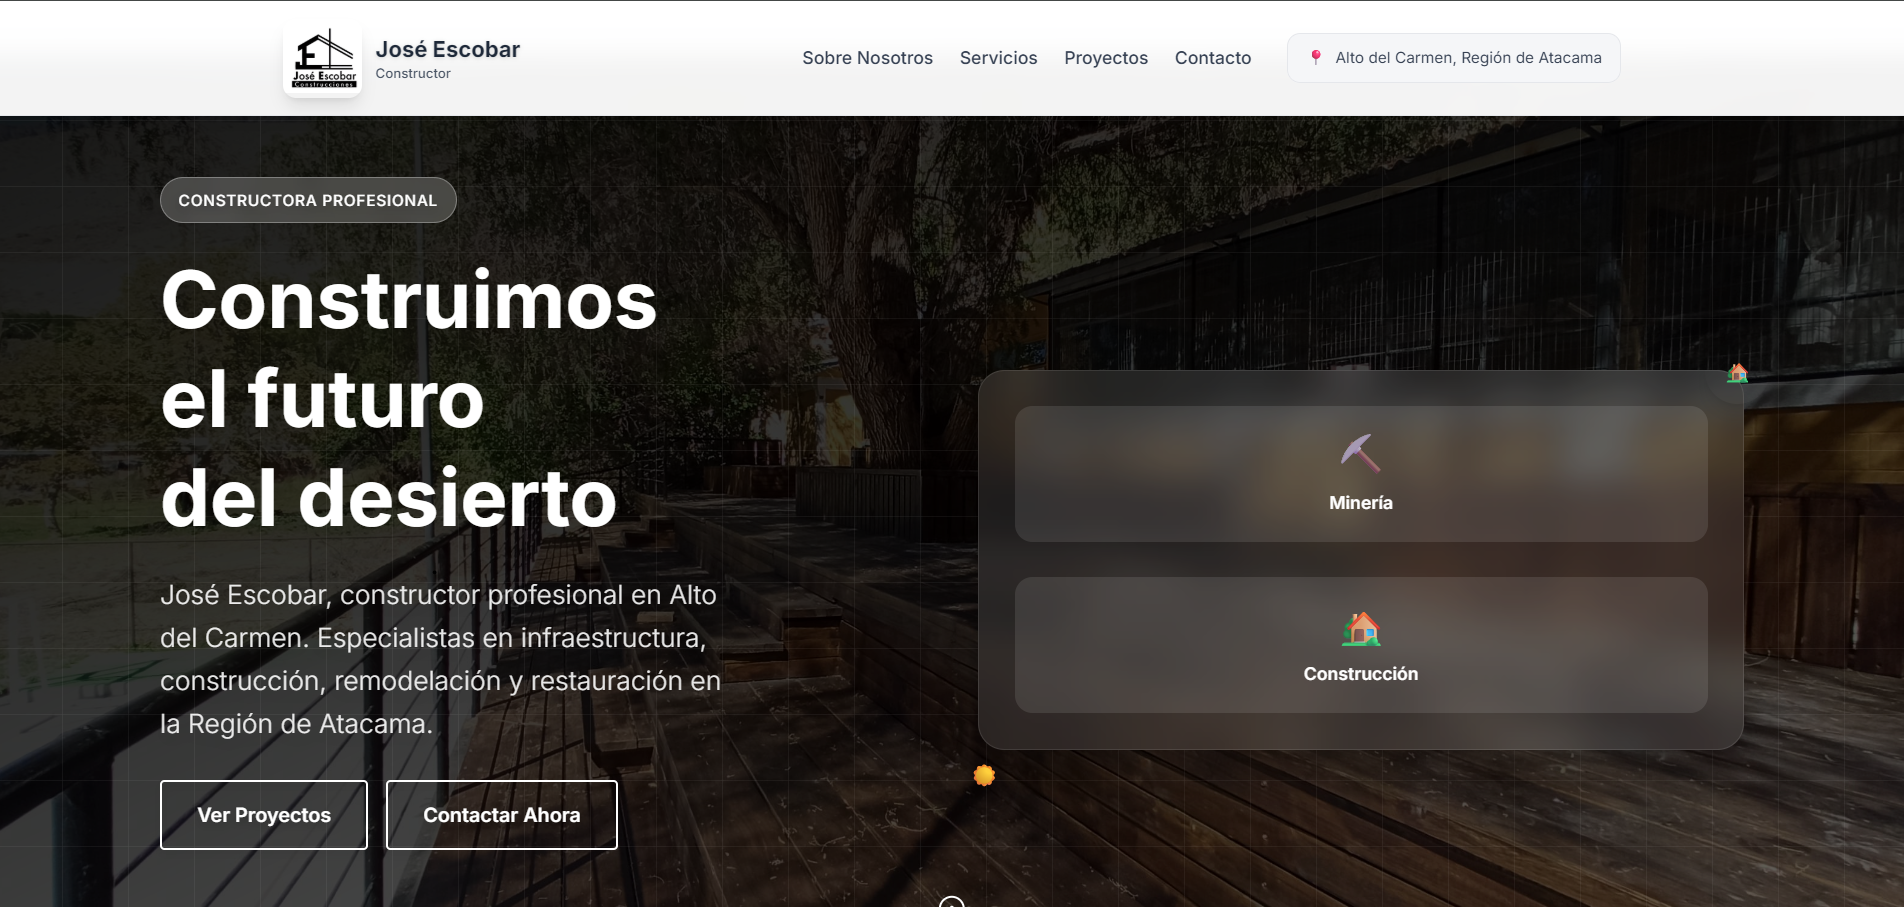 José Escobar
Construcciones
José Escobar
Constructor
Sobre Nosotros
Servicios
Proyectos
Contacto
Alto del Carmen, Región de Atacama
CONSTRUCTORA PROFESIONAL
Construimos
el futuro
del desierto
José Escobar, constructor profesional en Alto
del Carmen. Especialistas en infraestructura,
construcción, remodelación y restauración en
la Región de Atacama.
Ver Proyectos
Contactar Ahora
Minería
Construcción